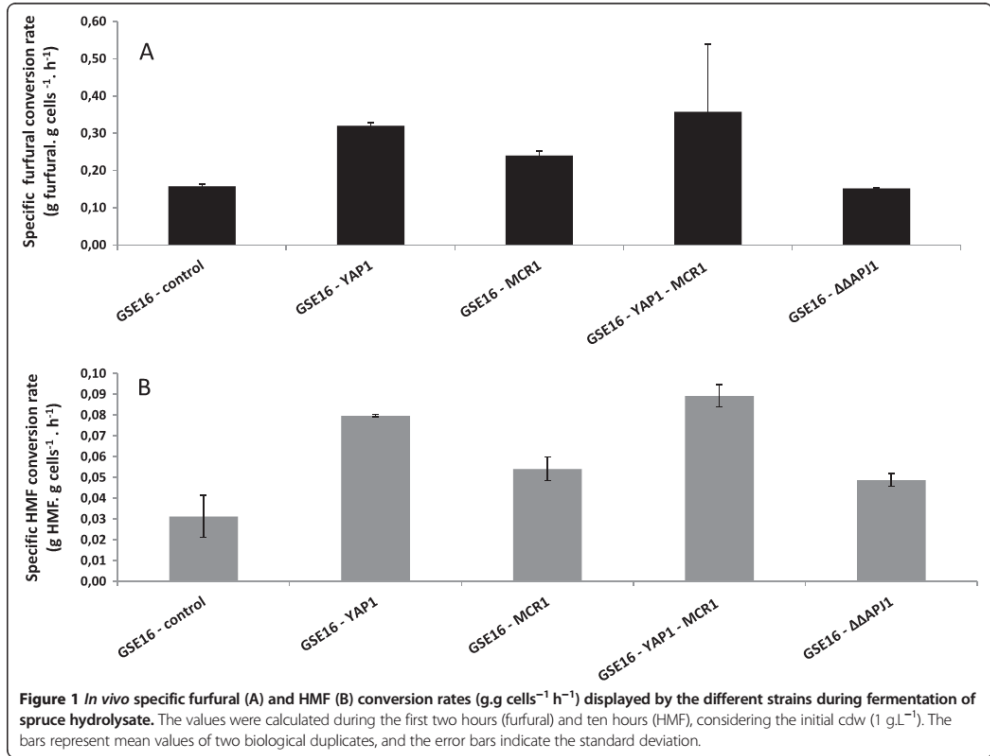 Specific furfural conversion rate
(g furfural. g cells ⁻¹. h⁻¹)
A
0,60
0,50
0,40
0,30
0,20
0,10
0,00
GSE16 - control
GSE16 - YAP1
GSE16 - MCR1
GSE16 - YAP1 - MCR1
GSE16 - ΔΔAPJ1
Specific HMF conversion rate
(g HMF. g cells⁻¹ . h⁻¹)
B
0,10
0,09
0,08
0,07
0,06
0,05
0,04
0,03
0,02
0,01
0,00
GSE16 - control
GSE16 - YAP1
GSE16 - MCR1
GSE16 - YAP1 - MCR1
GSE16 - ΔΔAPJ1
Figure 1 In vivo specific furfural (A) and HMF (B) conversion rates (g.g cells⁻¹ h⁻¹) displayed by the different strains during fermentation of
spruce hydrolysate. The values were calculated during the first two hours (furfural) and ten hours (HMF), considering the initial cdw (1 g.L⁻¹). The
bars represent mean values of two biological duplicates, and the error bars indicate the standard deviation.